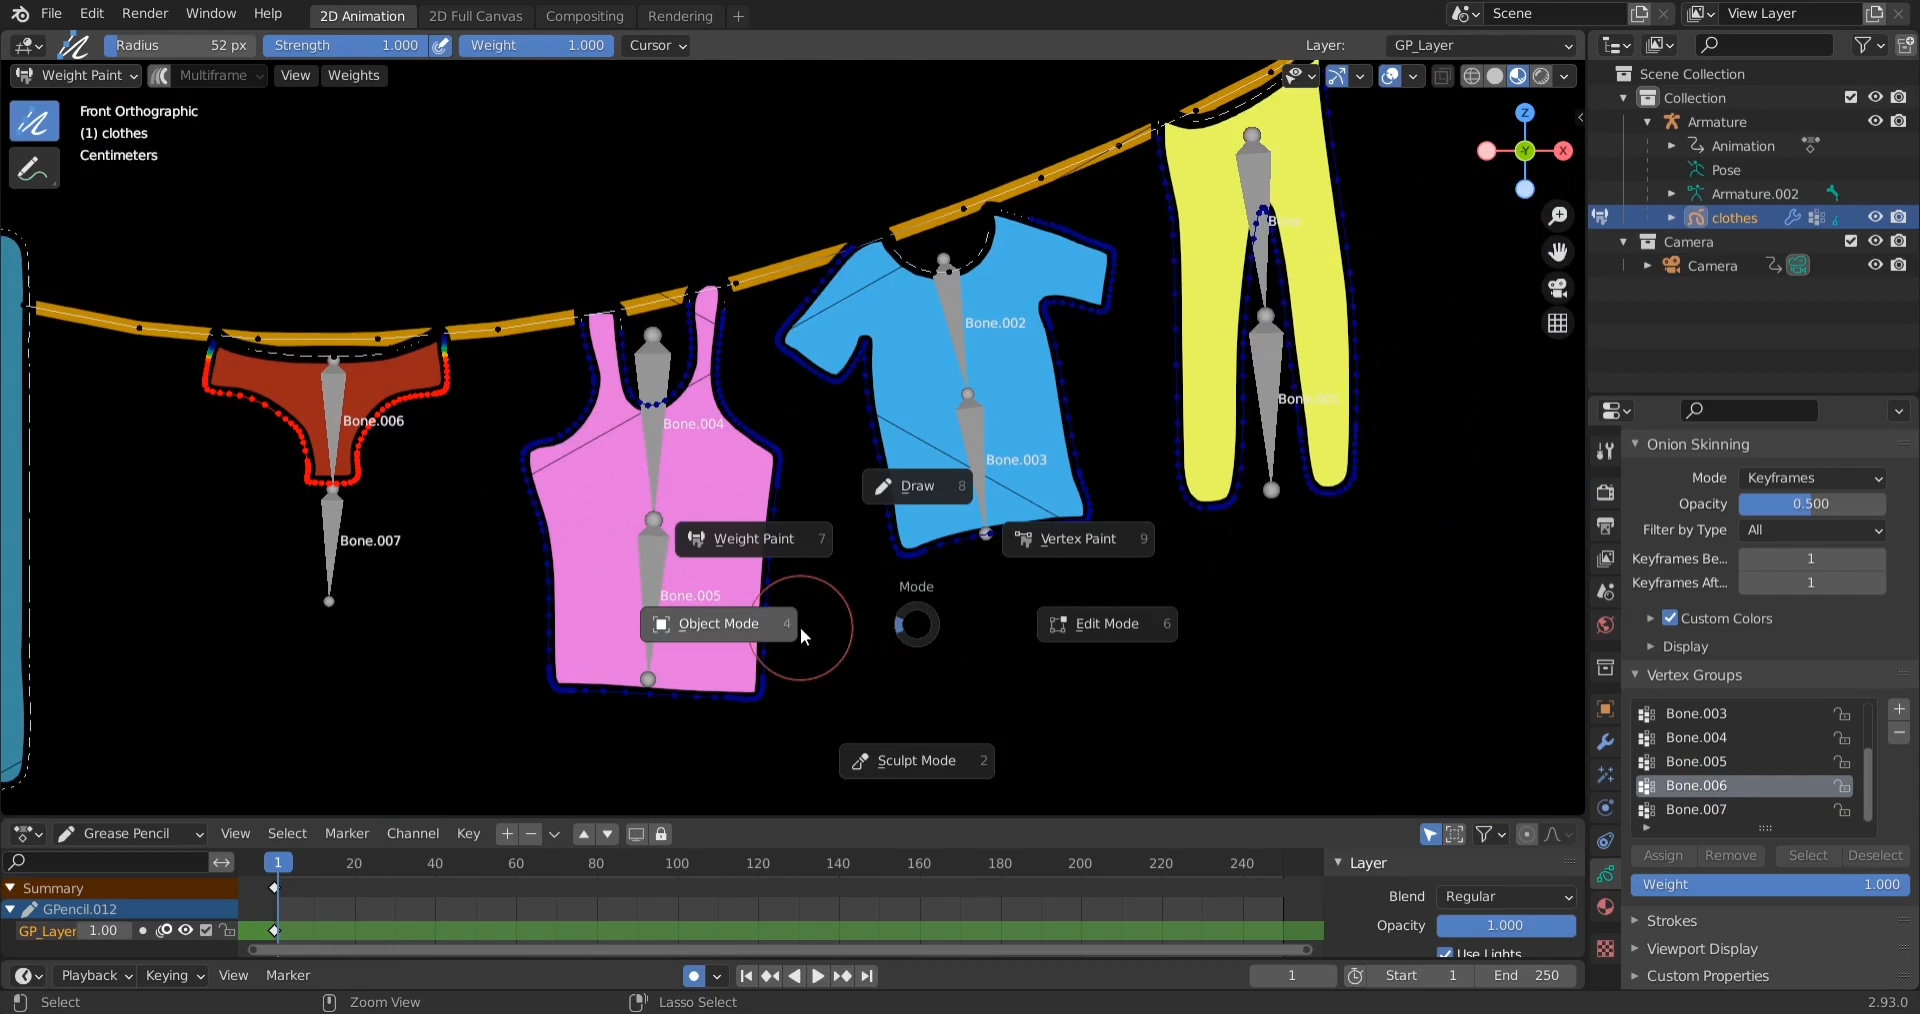 File Edit Render Window Help 2D Animation 2D Full Canvas Compositing Rendering + Scene View Layer
Radius 52 px Strength 1.000 Weight 1.000 Cursor Layer: GP_Layer
Weight Paint Multiframe View Weights
Front Orthographic
(1) clothes
Centimeters
Z
Y
X
Bone.006
Bone.007
Bone.004
Bone.005
Bone.002
Bone.003
Bone
Draw 8
Weight Paint 7
Vertex Paint 9
Mode
Object Mode 4
Edit Mode 6
Sculpt Mode 2
Scene Collection
Collection
Armature
Animation
Pose
Armature.002
clothes
Camera
Camera
Onion Skinning
Mode Keyframes
Opacity 0.500
Filter by Type All
Keyframes Be... 1
Keyframes Aft... 1
Custom Colors
Display
Vertex Groups
Bone.003
Bone.004
Bone.005
Bone.006
Bone.007
Assign Remove Select Deselect
Weight 1.000
Strokes
Viewport Display
Custom Properties
Grease Pencil View Select Marker Channel Key
1 20 40 60 80 100 120 140 160 180 200 220 240
Summary
GPencil.012
GP_Layer 1.00
Layer
Blend Regular
Opacity 1.000
Use Lights
Playback Keying View Marker 1 Start 1 End 250
Select Zoom View Lasso Select 2.93.0